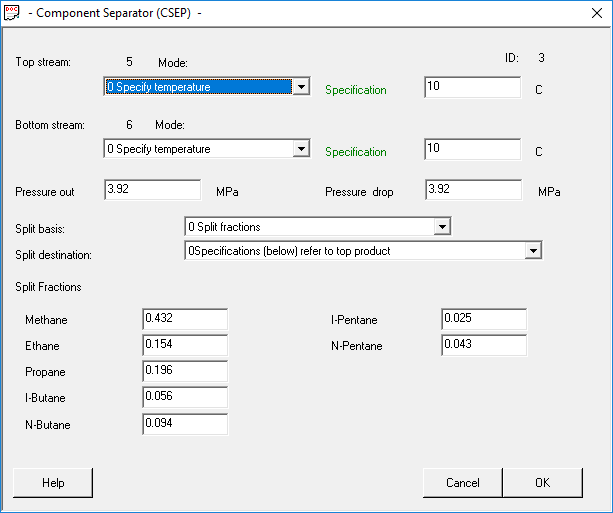 - Component Separator (CSEP) -
Top stream: 5 Mode: ID: 3
0 Specify temperature Specification 10 C
Bottom stream: 6 Mode:
0 Specify temperature Specification 10 C
Pressure out 3.92 MPa Pressure drop 3.92 MPa
Split basis: 0 Split fractions
Split destination: 0Specifications (below) refer to top product
Split Fractions
Methane 0.432 I-Pentane 0.025
Ethane 0.154 N-Pentane 0.043
Propane 0.196
I-Butane 0.056
N-Butane 0.094
Help Cancel OK